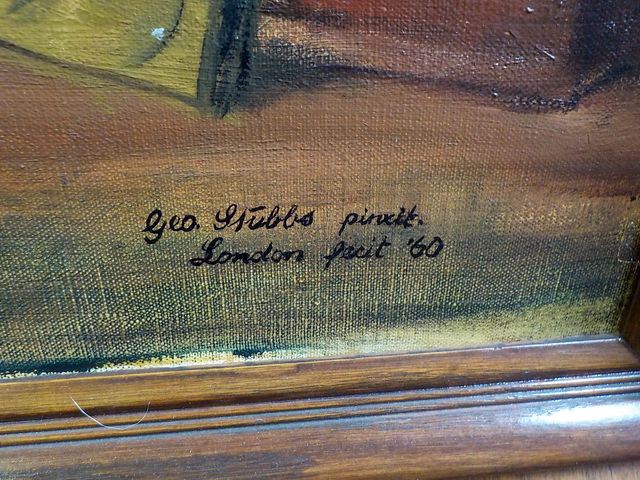 Geo. Stubbs pinxit.
London fecit '60